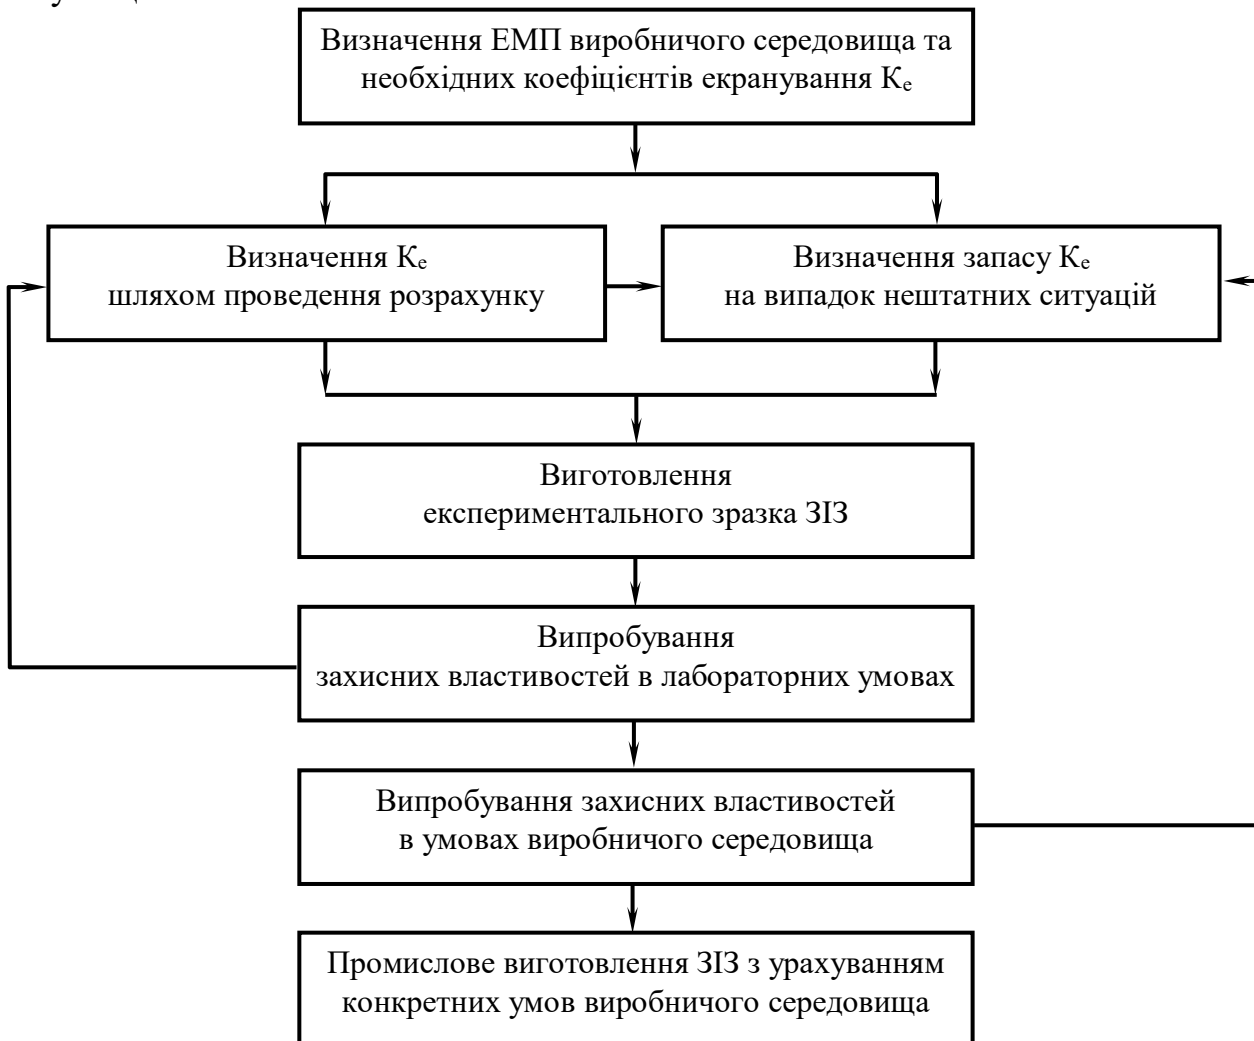 Визначення ЕМП виробничого середовища та
необхідних коефіцієнтів екранування Kₑ
Визначення Kₑ
шляхом проведення розрахунку
Визначення запасу Kₑ
на випадок нештатних ситуацій
Виготовлення
експериментального зразка ЗІЗ
Випробування
захисних властивостей в лабораторних умовах
Випробування захисних властивостей
в умовах виробничого середовища
Промислове виготовлення ЗІЗ з урахуванням
конкретних умов виробничого середовища